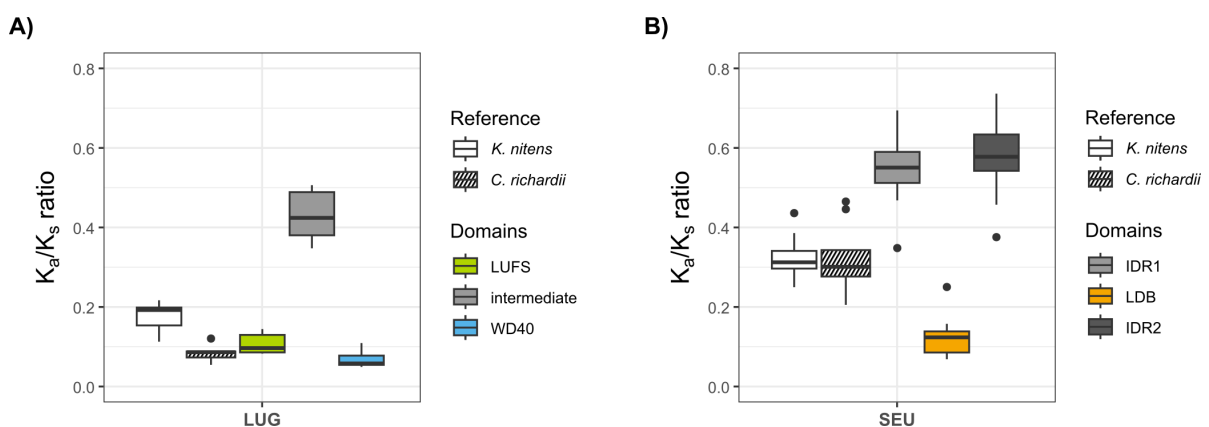 A)
Ka/Ks ratio
0.8
0.6
0.4
0.2
0.0
LUG
Reference
K. nitens
C. richardii
Domains
LUFS
intermediate
WD40
B)
Ka/Ks ratio
0.8
0.6
0.4
0.2
0.0
SEU
Reference
K. nitens
C. richardii
Domains
IDR1
LDB
IDR2